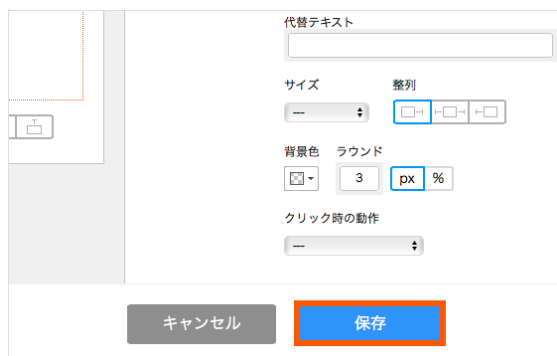 代替テキスト
サイズ 整列
---
背景色 ラウンド
3 px %
クリック時の動作
---
キャンセル 保存